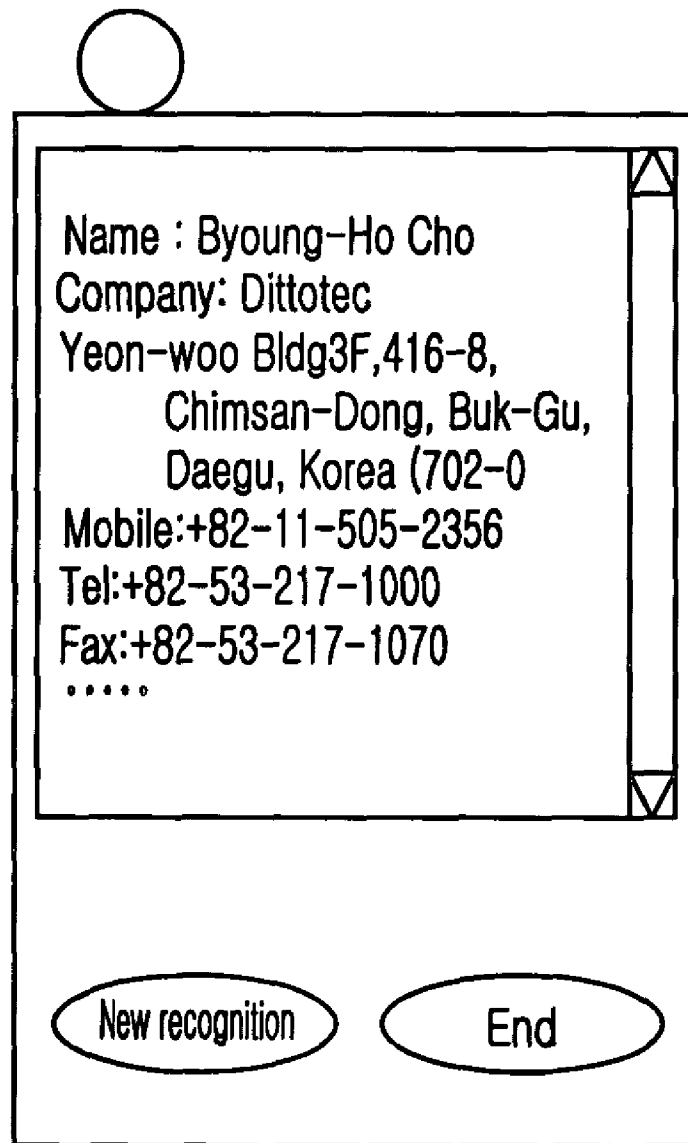 Name : Byoung-Ho Cho
Company: Dittotec
Yeon-woo Bldg3F,416-8,
Chimsan-Dong, Buk-Gu,
Daegu, Korea (702-0
Mobile:+82-11-505-2356
Tel:+82-53-217-1000
Fax:+82-53-217-1070
.....
New recognition
End